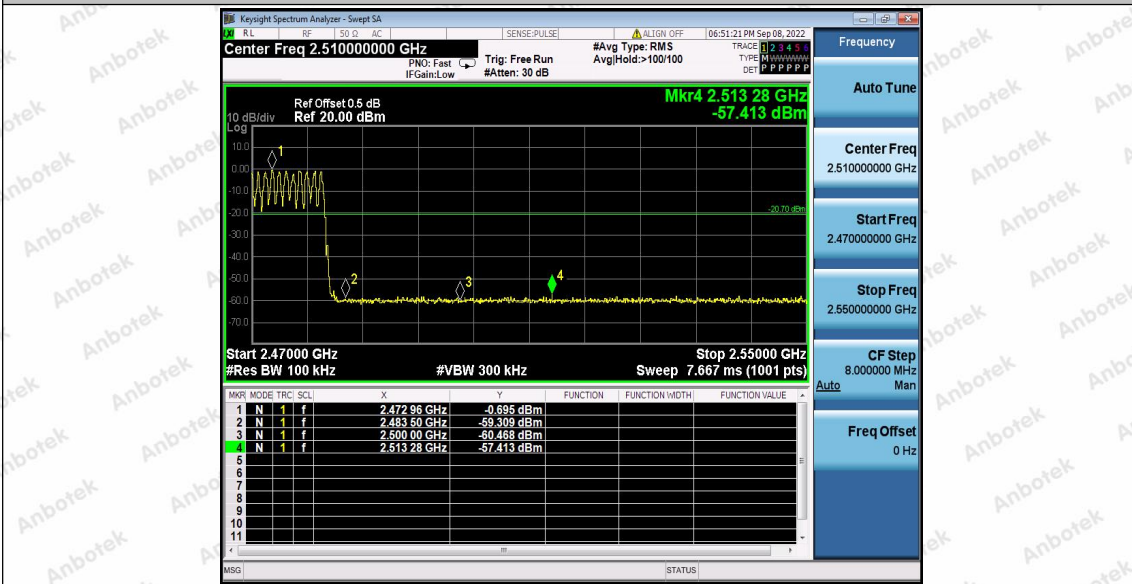 Keysight Spectrum Analyzer - Swept SA
RL RF 50 Ω AC SENSE:PULSE ALIGN OFF 06:51:21 PM Sep 08, 2022
Center Freq 2.510000000 GHz
PNO: Fast
IFGain:Low
Trig: Free Run
#Atten: 30 dB
#Avg Type: RMS
Avg|Hold:>100/100
TRACE 1 2 3 4 5 6
TYPE M WWWWW
DET P P P P P P
Mkr4 2.513 28 GHz
-57.413 dBm
Ref Offset 0.5 dB
10 dB/div Ref 20.00 dBm
Log
10.0
0.00
-10.0
-20.0
-30.0
-40.0
-50.0
-60.0
-70.0
1
2
3
4
-20.70 dBm
Start 2.47000 GHz Stop 2.55000 GHz
#Res BW 100 kHz #VBW 300 kHz Sweep 7.667 ms (1001 pts)
MKR MODE TRC SCL X Y FUNCTION FUNCTION WIDTH FUNCTION VALUE
1 N 1 f 2.472 96 GHz -0.695 dBm
2 N 1 f 2.483 50 GHz -59.309 dBm
3 N 1 f 2.500 00 GHz -60.468 dBm
4 N 1 f 2.513 28 GHz -57.413 dBm
5
6
7
8
9
10
11
MSG STATUS
Frequency
Auto Tune
Center Freq
2.510000000 GHz
Start Freq
2.470000000 GHz
Stop Freq
2.550000000 GHz
CF Step
8.000000 MHz
Auto Man
Freq Offset
0 Hz
Anbotek